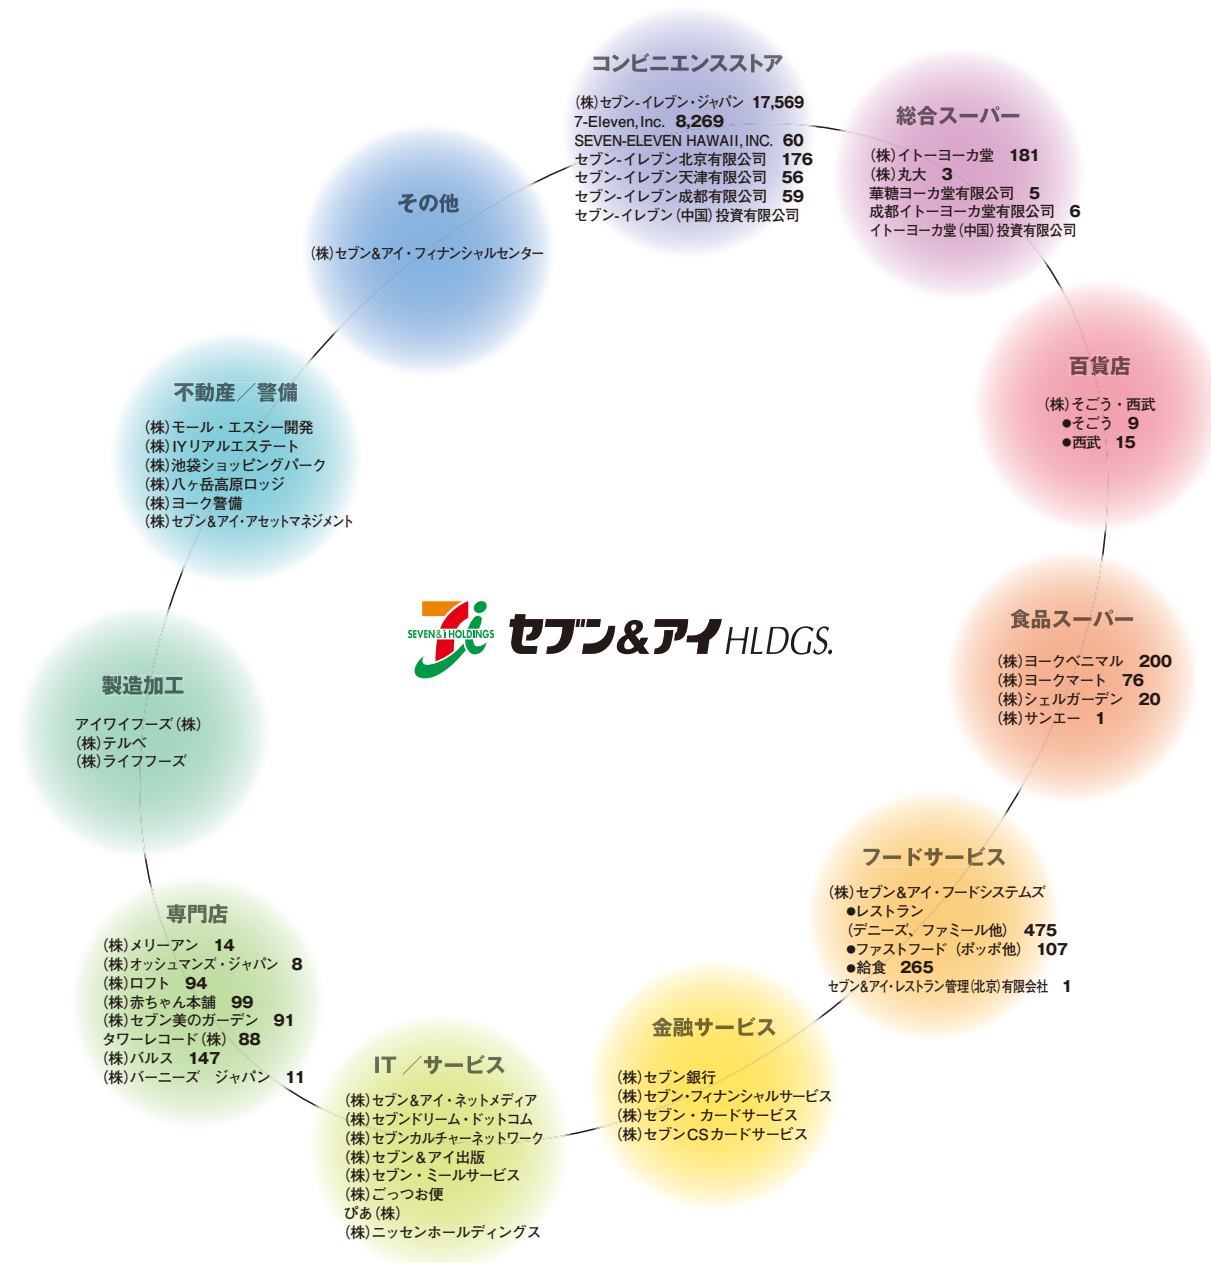 コンビニエンスストア
(株)セブン-イレブン・ジャパン 17,569
7-Eleven, Inc. 8,269
SEVEN-ELEVEN HAWAII, INC. 60
セブン-イレブン北京有限公司 176
セブン-イレブン天津有限公司 56
セブン-イレブン成都有限公司 59
セブン-イレブン(中国)投資有限公司
総合スーパー
(株)イトーヨーカ堂 181
(株)丸大 3
華糖ヨーカ堂有限公司 5
成都イトーヨーカ堂有限公司 6
イトーヨーカ堂(中国)投資有限公司
百貨店
(株)そごう・西武
●そごう 9
●西武 15
食品スーパー
(株)ヨークベニマル 200
(株)ヨークマート 76
(株)シェルガーデン 20
(株)サンエー 1
フードサービス
(株)セブン&アイ・フードシステムズ
●レストラン
(デニーズ、ファミール他) 475
●ファストフード(ポッポ他) 107
●給食 265
セブン&アイ・レストラン管理(北京)有限会社 1
金融サービス
(株)セブン銀行
(株)セブン・フィナンシャルサービス
(株)セブン・カードサービス
(株)セブンCSカードサービス
IT/サービス
(株)セブン&アイ・ネットメディア
(株)セブンドリーム・ドットコム
(株)セブンカルチャーネットワーク
(株)セブン&アイ出版
(株)セブン・ミールサービス
(株)ごっつお便
ぴあ(株)
(株)ニッセンホールディングス
専門店
(株)メリーアン 14
(株)オッシュマンズ・ジャパン 8
(株)ロフト 94
(株)赤ちゃん本舗 99
(株)セブン美のガーデン 91
タワーレコード(株) 88
(株)バルス 147
(株)バーニーズ ジャパン 11
製造加工
アイワイフーズ(株)
(株)テルベ
(株)ライフフーズ
不動産/警備
(株)モール・エスシー開発
(株)IYリアルエステート
(株)池袋ショッピングパーク
(株)八ヶ岳高原ロッジ
(株)ヨーク警備
(株)セブン&アイ・アセットマネジメント
その他
(株)セブン&アイ・フィナンシャルセンター
SEVEN&i HOLDINGS
セブン&アイ HLDGS.